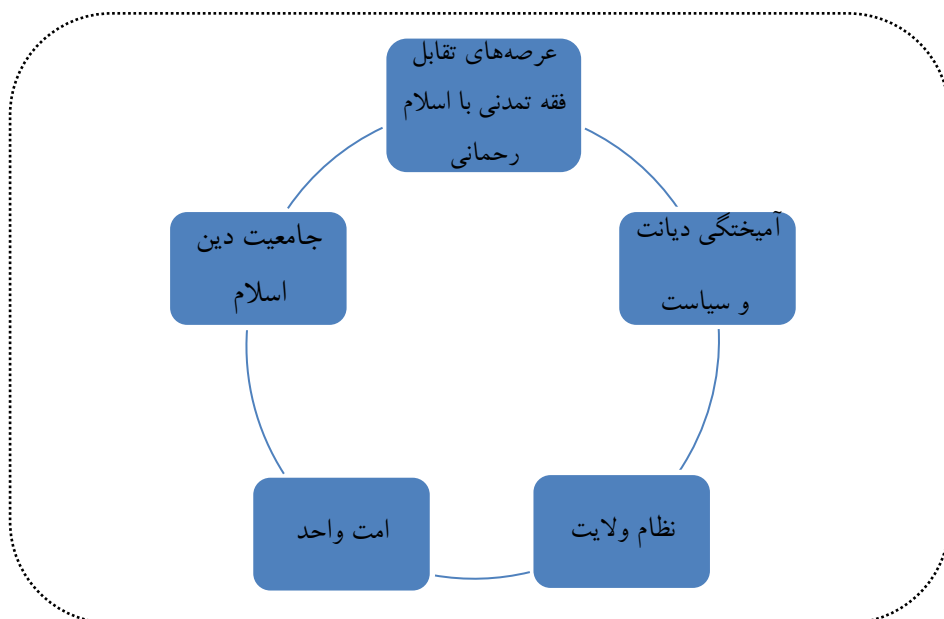 عرصه‌های تقابل
فقه تمدنی با اسلام
رحمانی
آمیختگی دیانت
و سیاست
نظام ولایت
امت واحد
جامعیت دین
اسلام